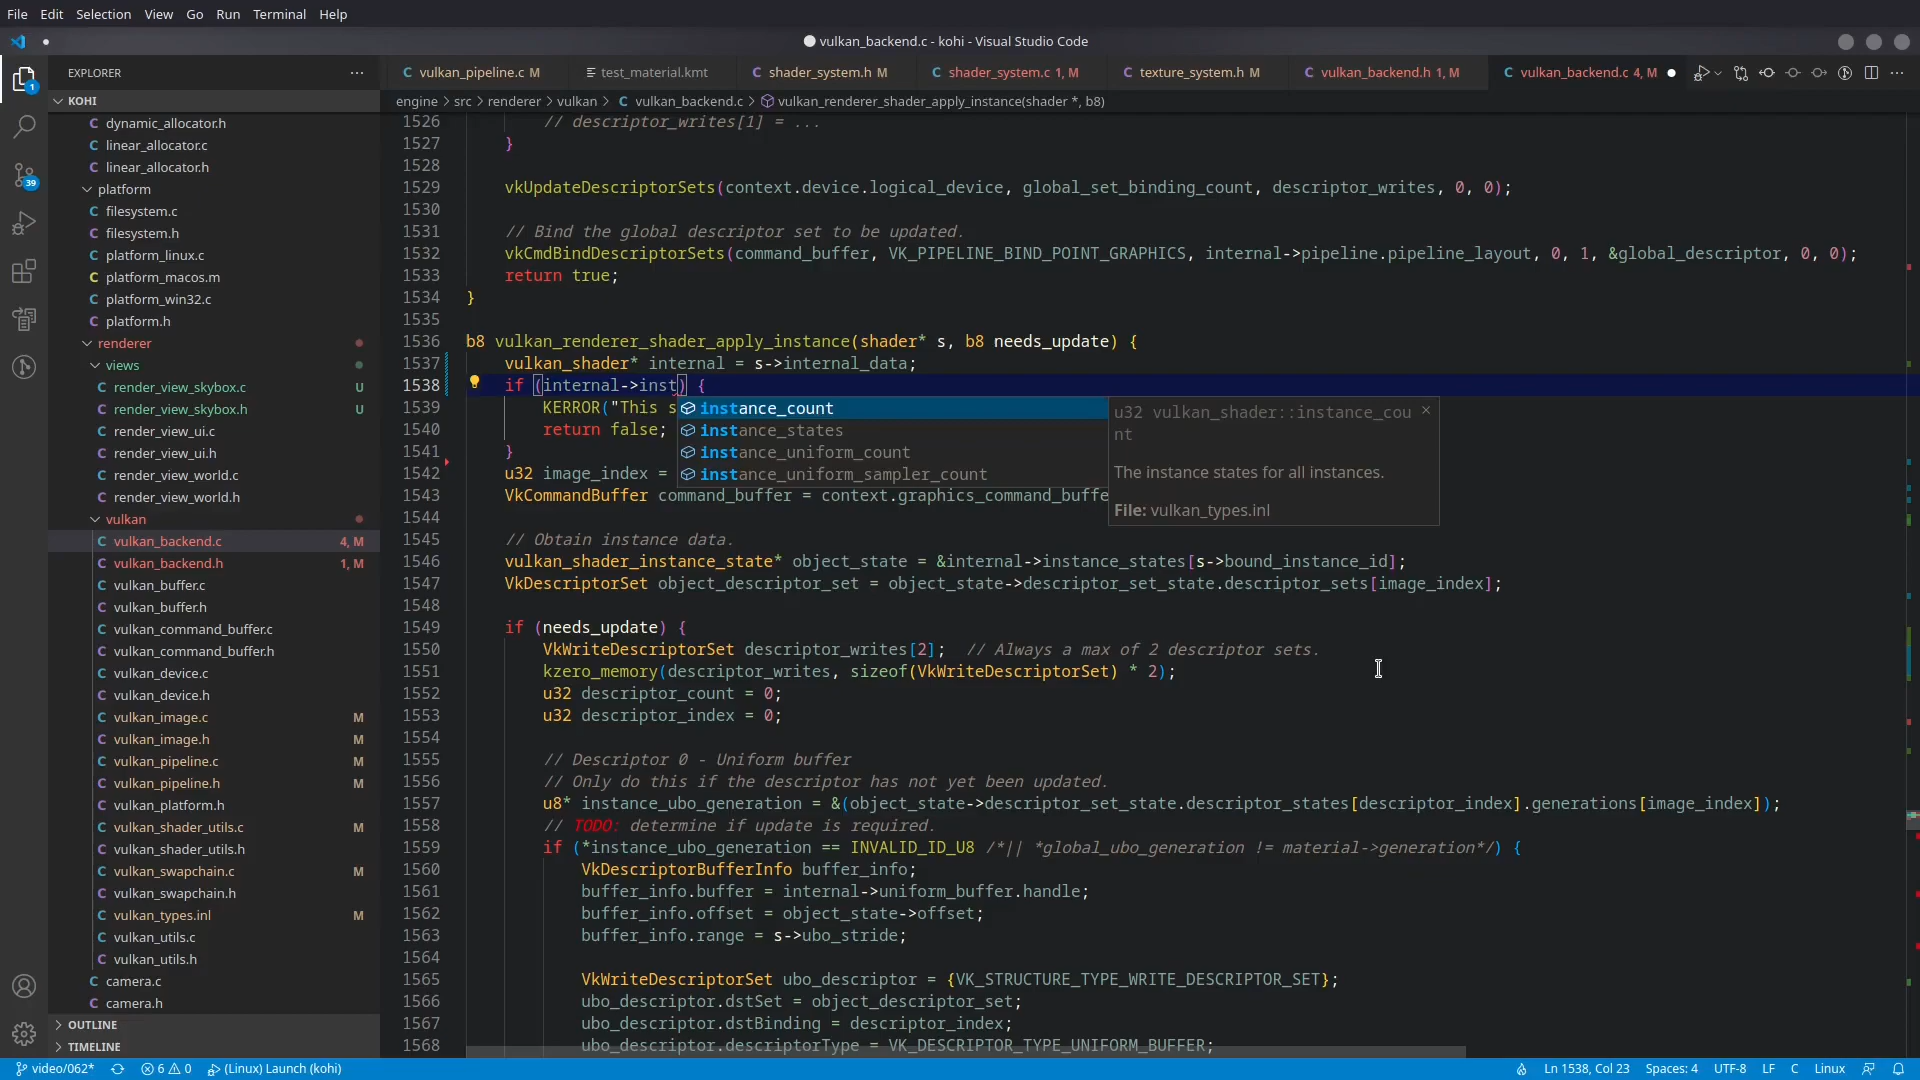 File Edit Selection View Go Run Terminal Help
vulkan_backend.c - kohi - Visual Studio Code
EXPLORER
vulkan_pipeline.c M
test_material.kmt
shader_system.h M
shader_system.c 1, M
texture_system.h M
vulkan_backend.h 1, M
vulkan_backend.c 4, M
KOHI
engine > src > renderer > vulkan > C vulkan_backend.c > vulkan_renderer_shader_apply_instance(shader *, b8)
dynamic_allocator.h
linear_allocator.c
linear_allocator.h
platform
filesystem.c
filesystem.h
platform_linux.c
platform_macos.m
platform_win32.c
platform.h
renderer
views
render_view_skybox.c U
render_view_skybox.h U
render_view_ui.c
render_view_ui.h
render_view_world.c
render_view_world.h
vulkan
vulkan_backend.c 4, M
vulkan_backend.h 1, M
vulkan_buffer.c
vulkan_buffer.h
vulkan_command_buffer.c
vulkan_command_buffer.h
vulkan_device.c
vulkan_device.h
vulkan_image.c M
vulkan_image.h M
vulkan_pipeline.c M
vulkan_pipeline.h M
vulkan_platform.h
vulkan_shader_utils.c M
vulkan_shader_utils.h
vulkan_swapchain.c M
vulkan_swapchain.h
vulkan_types.inl M
vulkan_utils.c
vulkan_utils.h
camera.c
camera.h
OUTLINE
TIMELINE
1526 // descriptor_writes[1] = ...
1527 }
1528
1529 vkUpdateDescriptorSets(context.device.logical_device, global_set_binding_count, descriptor_writes, 0, 0);
1530
1531 // Bind the global descriptor set to be updated.
1532 vkCmdBindDescriptorSets(command_buffer, VK_PIPELINE_BIND_POINT_GRAPHICS, internal->pipeline.pipeline_layout, 0, 1, &global_descriptor, 0, 0);
1533 return true;
1534 }
1535
1536 b8 vulkan_renderer_shader_apply_instance(shader* s, b8 needs_update) {
1537 vulkan_shader* internal = s->internal_data;
1538 if (internal->inst) {
1539 KERROR("This s
1540 return false;
1541 }
1542 u32 image_index =
1543 VkCommandBuffer command_buffer = context.graphics_command_buffe
1544
1545 // Obtain instance data.
1546 vulkan_shader_instance_state* object_state = &internal->instance_states[s->bound_instance_id];
1547 VkDescriptorSet object_descriptor_set = object_state->descriptor_set_state.descriptor_sets[image_index];
1548
1549 if (needs_update) {
1550 VkWriteDescriptorSet descriptor_writes[2];  // Always a max of 2 descriptor sets.
1551 kzero_memory(descriptor_writes, sizeof(VkWriteDescriptorSet) * 2);
1552 u32 descriptor_count = 0;
1553 u32 descriptor_index = 0;
1554
1555 // Descriptor 0 - Uniform buffer
1556 // Only do this if the descriptor has not yet been updated.
1557 u8* instance_ubo_generation = &(object_state->descriptor_set_state.descriptor_states[descriptor_index].generations[image_index]);
1558 // TODO: determine if update is required.
1559 if (*instance_ubo_generation == INVALID_ID_U8 /*|| *global_ubo_generation != material->generation*/) {
1560 VkDescriptorBufferInfo buffer_info;
1561 buffer_info.buffer = internal->uniform_buffer.handle;
1562 buffer_info.offset = object_state->offset;
1563 buffer_info.range = s->ubo_stride;
1564
1565 VkWriteDescriptorSet ubo_descriptor = {VK_STRUCTURE_TYPE_WRITE_DESCRIPTOR_SET};
1566 ubo_descriptor.dstSet = object_descriptor_set;
1567 ubo_descriptor.dstBinding = descriptor_index;
1568 ubo_descriptor.descriptorType = VK_DESCRIPTOR_TYPE_UNIFORM_BUFFER;
instance_count
instance_states
instance_uniform_count
instance_uniform_sampler_count
u32 vulkan_shader::instance_cou
nt
The instance states for all instances.
File: vulkan_types.inl
1
39
video/062* 6 0 (Linux) Launch (kohi)
Ln 1538, Col 23 Spaces: 4 UTF-8 LF C Linux